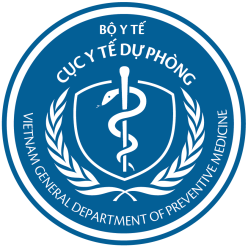 BỘ Y TẾ
CỤC Y TẾ DỰ PHÒNG
VIETNAM GENERAL DEPARTMENT OF PREVENTIVE MEDICINE